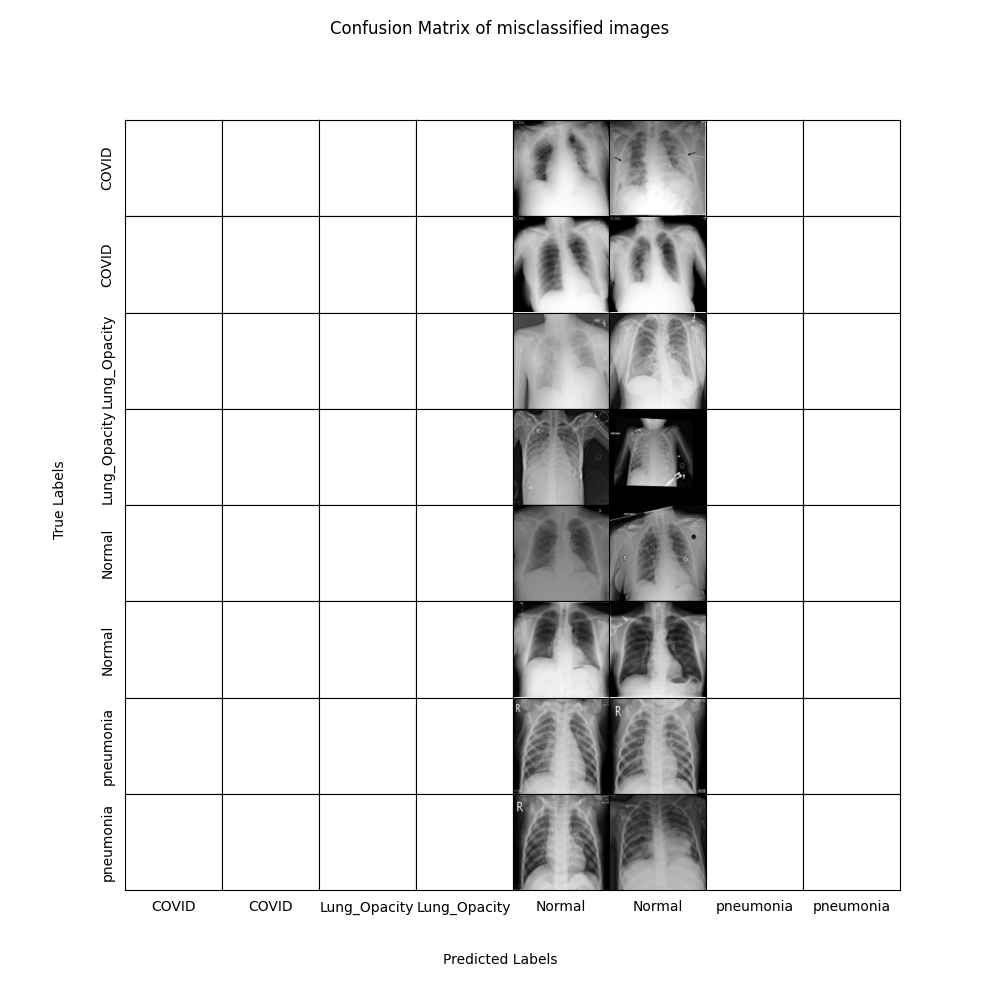 Confusion Matrix of misclassified images
True Labels
COVID
COVID
Lung_Opacity
Lung_Opacity
Normal
Normal
pneumonia
pneumonia
R
R
R
COVID
COVID
Lung_Opacity
Lung_Opacity
Normal
Normal
pneumonia
pneumonia
Predicted Labels